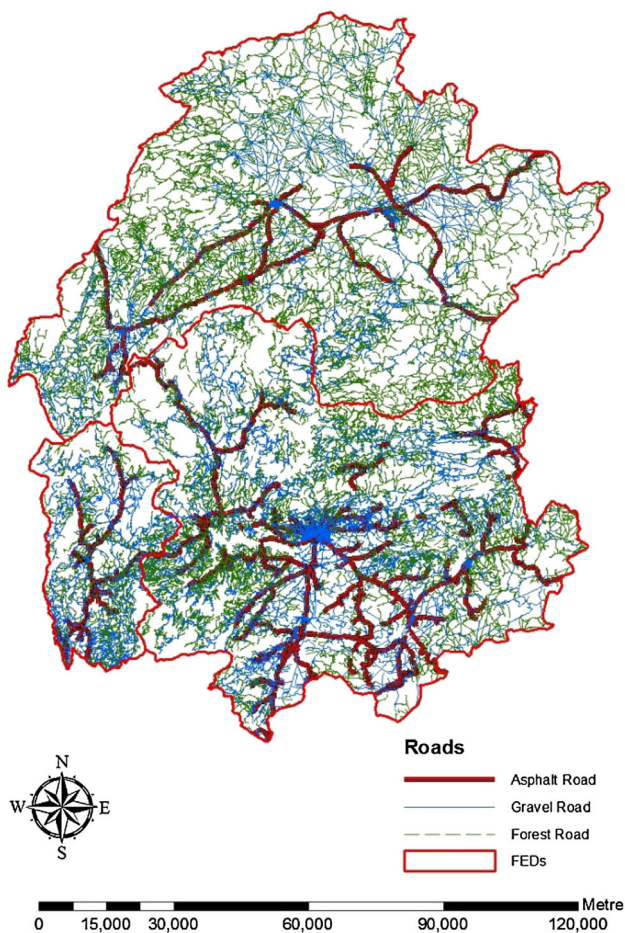 Roads
Asphalt Road
Gravel Road
Forest Road
FEDs
N
W E
S
Metre
0 15,000 30,000 60,000 90,000 120,000